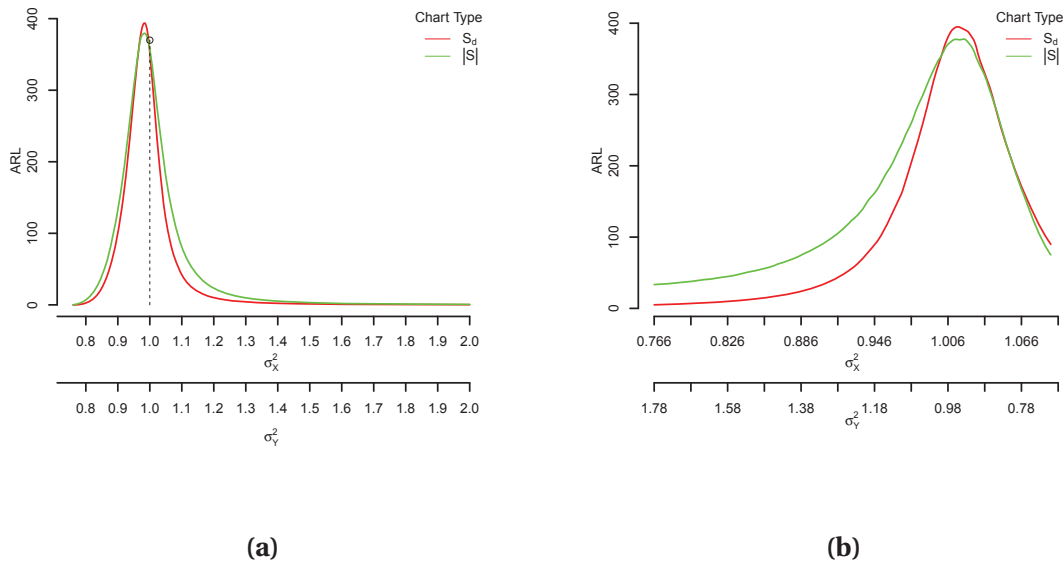 400
300
200
100
0
ARL
Chart Type
S_d
|S|
0.8 0.9 1.0 1.1 1.2 1.3 1.4 1.5 1.6 1.7 1.8 1.9 2.0
σ²_X
0.8 0.9 1.0 1.1 1.2 1.3 1.4 1.5 1.6 1.7 1.8 1.9 2.0
σ²_Y
(a)
400
300
200
100
0
ARL
Chart Type
S_d
|S|
0.766 0.826 0.886 0.946 1.006 1.066
σ²_X
1.78 1.58 1.38 1.18 0.98 0.78
σ²_Y
(b)